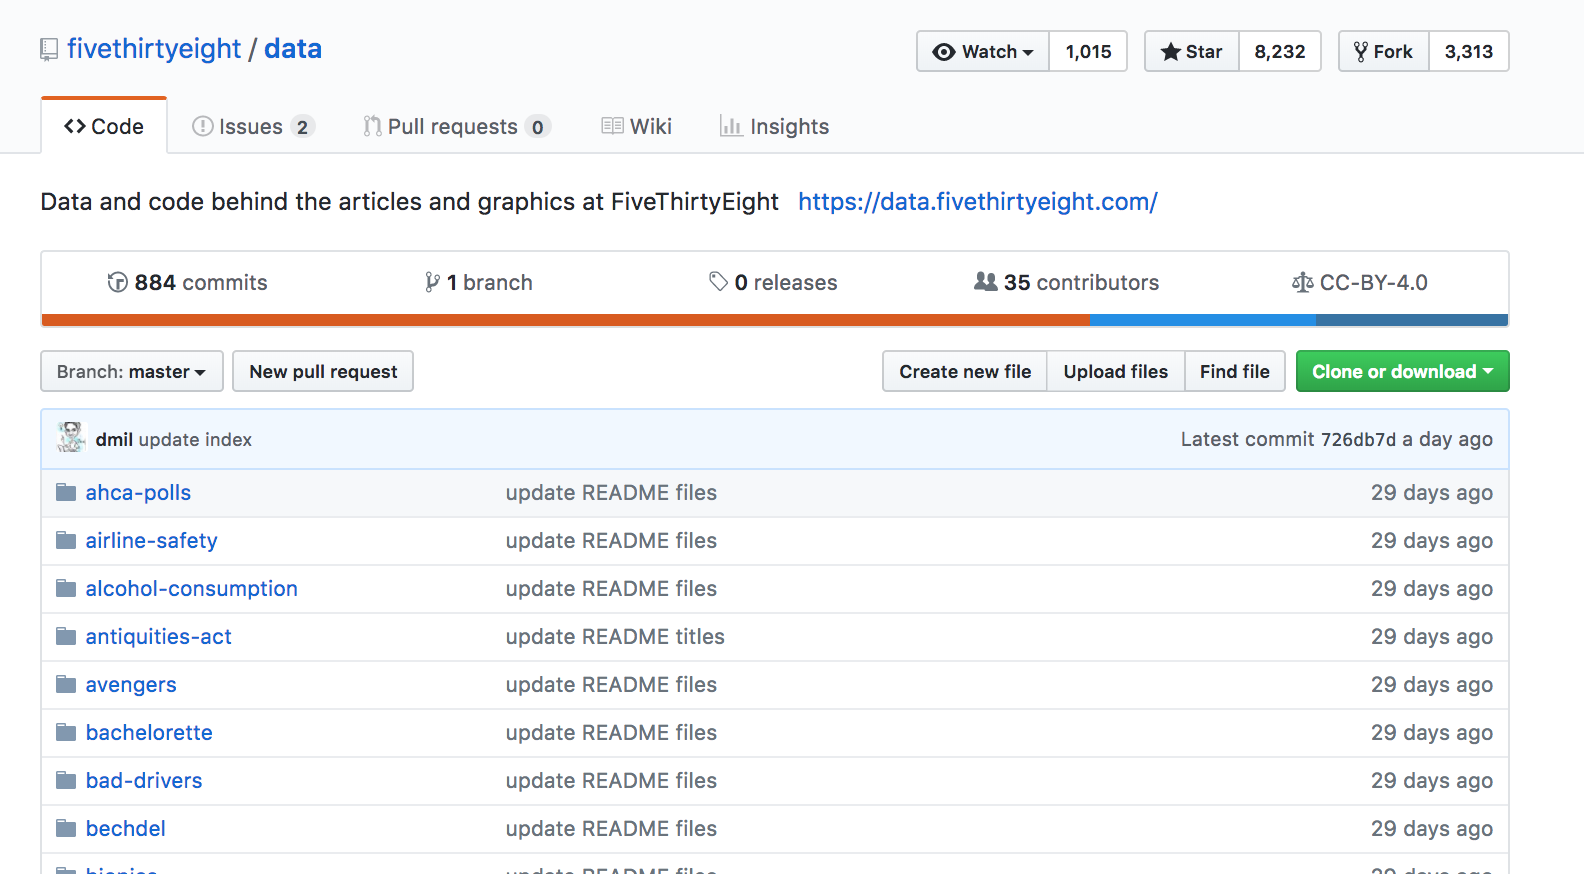 fivethirtyeight / data
Watch 1,015 Star 8,232 Fork 3,313
Code Issues 2 Pull requests 0 Wiki Insights
Data and code behind the articles and graphics at FiveThirtyEight https://data.fivethirtyeight.com/
884 commits 1 branch 0 releases 35 contributors CC-BY-4.0
Branch: master New pull request Create new file Upload files Find file Clone or download
dmil update index Latest commit 726db7d a day ago
ahca-polls update README files 29 days ago
airline-safety update README files 29 days ago
alcohol-consumption update README files 29 days ago
antiquities-act update README titles 29 days ago
avengers update README files 29 days ago
bachelorette update README files 29 days ago
bad-drivers update README files 29 days ago
bechdel update README files 29 days ago
update README files 29 days ago